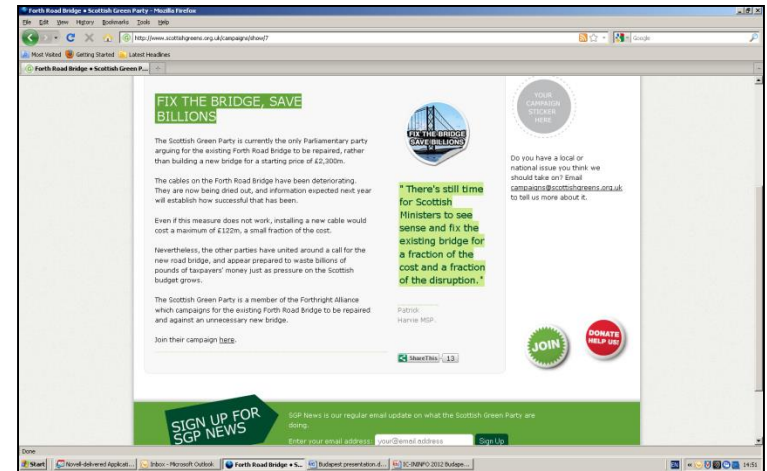 Forth Road Bridge • Scottish Green Party - Mozilla Firefox
File Edit View History Bookmarks Tools Help
http://www.scottishgreens.org.uk/campaigns/show/7
Google
Most Visited Getting Started Latest Headlines
Forth Road Bridge • Scottish Green P...
FIX THE BRIDGE, SAVE
BILLIONS
The Scottish Green Party is currently the only Parliamentary party
arguing for the existing Forth Road Bridge to be repaired, rather
than building a new bridge for a starting price of £2,300m.
The cables on the Forth Road Bridge have been deteriorating.
They are now being dried out, and information expected next year
will establish how successful that has been.
Even if this measure does not work, installing a new cable would
cost a maximum of £122m, a small fraction of the cost.
Nevertheless, the other parties have united around a call for the
new road bridge, and appear prepared to waste billions of
pounds of taxpayers' money just as pressure on the Scottish
budget grows.
The Scottish Green Party is a member of the Forthright Alliance
which campaigns for the existing Forth Road Bridge to be repaired
and against an unnecessary new bridge.
Join their campaign here.
FIX THE BRIDGE
SAVE BILLIONS
"There's still time
for Scottish
Ministers to see
sense and fix the
existing bridge for
a fraction of the
cost and a fraction
of the disruption."
Patrick
Harvie MSP.
ShareThis 13
YOUR
CAMPAIGN
STICKER
HERE
Do you have a local or
national issue you think we
should take on? Email
campaigns@scottishgreens.org.uk
to tell us more about it.
JOIN
DONATE
HELP US!
SIGN UP FOR
SGP NEWS
SGP News is our regular email update on what the Scottish Green Party are
doing.
Enter your email address: your@email address Sign Up
Done
Start Novell-delivered Applicati... Inbox - Microsoft Outlook Forth Road Bridge • S... Budapest presentation.d... IC-ININFO 2012 Budape... EN 14:51